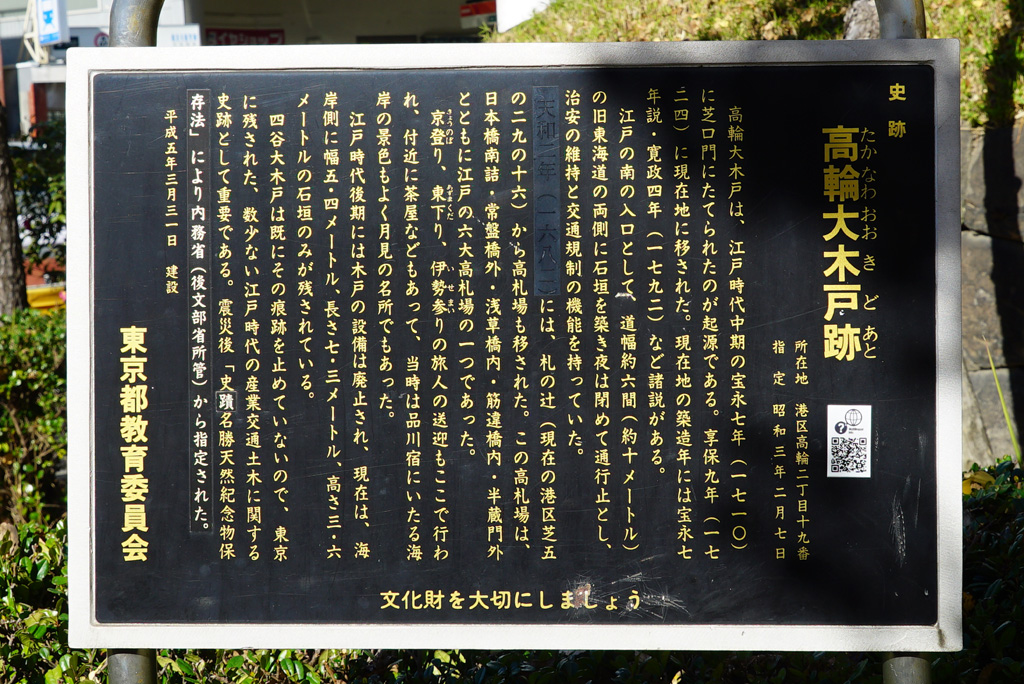 史跡
高輪大木戸跡
たかなわおおきどあと
所在地 港区高輪二丁目十九番
指定 昭和三年二月七日
高輪大木戸は、江戸時代中期の宝永七年（一七一〇）
に芝口門にたてられたのが起源である。享保九年（一七
二四）に現在地に移された。現在地の築造年には宝永七
年説・寛政四年（一七九二）など諸説がある。
江戸の南の入口として、道幅約六間（約十メートル）
の旧東海道の両側に石垣を築き夜は閉めて通行止とし、
治安の維持と交通規制の機能を持っていた。
天和二年（一六八二）には、札の辻（現在の港区芝五
の二九の十六）から高札場も移された。この高札場は、
日本橋南詰・常盤橋外・浅草橋内・筋違橋内・半蔵門外
とともに江戸の六大高札場の一つであった。
京登り、東下り、伊勢参りの旅人の送迎もここで行わ
きょうのぼ あずまくだ いせまい
れ、付近に茶屋などもあって、当時は品川宿にいたる海
岸の景色もよく月見の名所でもあった。
江戸時代後期には木戸の設備は廃止され、現在は、海
岸側に幅五・四メートル、長さ七・三メートル、高さ三・六
メートルの石垣のみが残されている。
四谷大木戸は既にその痕跡を止めていないので、東京
に残された、数少ない江戸時代の産業交通土木に関する
史跡として重要である。震災後「史蹟名勝天然紀念物保
存法」により内務省（後文部省所管）から指定された。
平成五年三月三一日 建設
東京都教育委員会
文化財を大切にしましょう